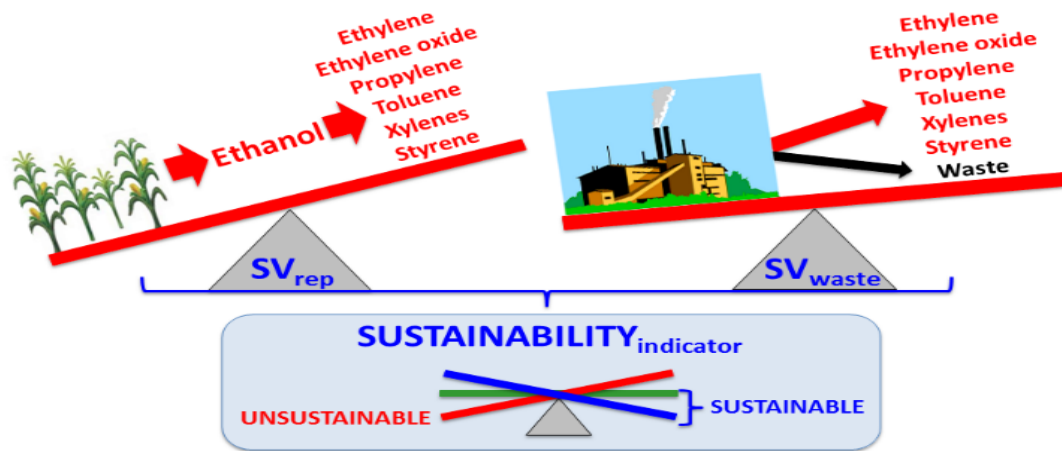 Ethylene
Ethylene oxide
Propylene
Toluene
Xylenes
Styrene
Ethanol
Ethylene
Ethylene oxide
Propylene
Toluene
Xylenes
Styrene
Waste
SVrep
SVwaste
SUSTAINABILITYindicator
UNSUSTAINABLE
SUSTAINABLE